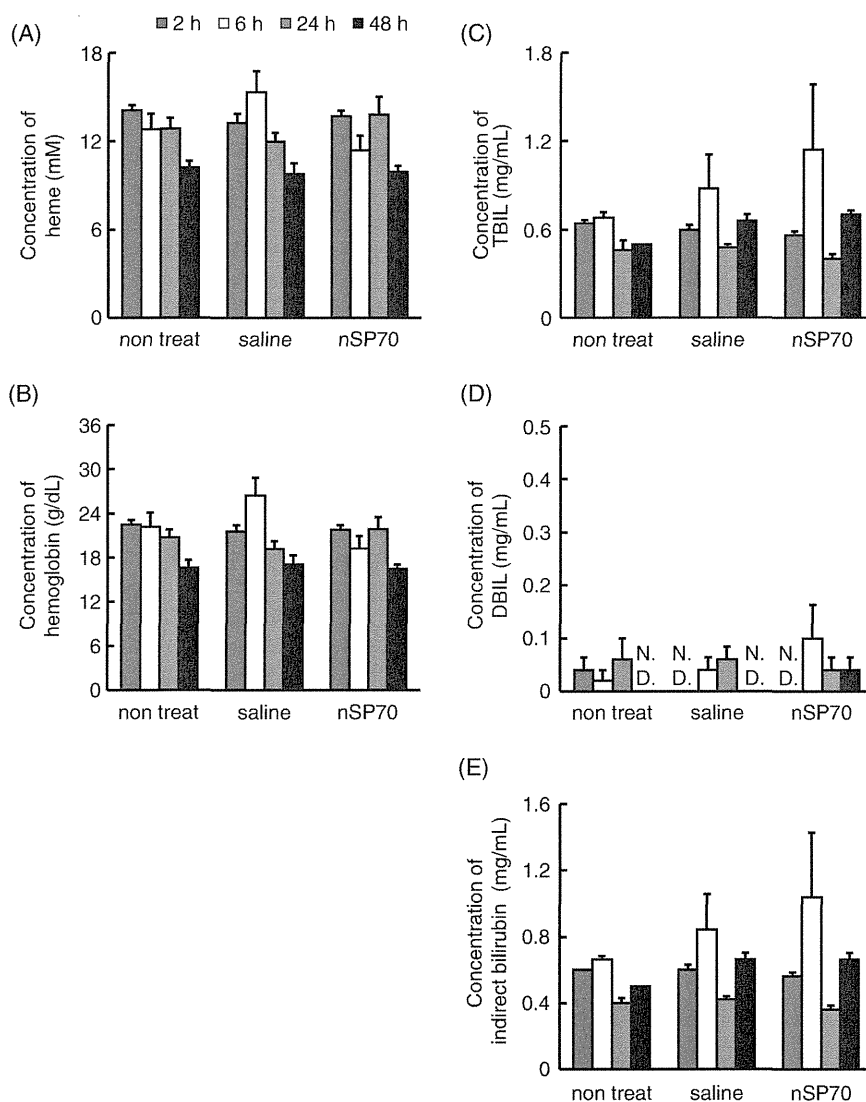 (A)
2 h 6 h 24 h 48 h
Concentration of
heme (mM)
18
12
6
0
non treat saline nSP70
(B)
Concentration of
hemoglobin (g/dL)
36
30
24
18
12
6
0
non treat saline nSP70
(C)
Concentration of
TBIL (mg/mL)
1.8
1.2
0.6
0
non treat saline nSP70
(D)
Concentration of
DBIL (mg/mL)
0.5
0.4
0.3
0.2
0.1
0
N. N. N. N.
D. D. D. D.
non treat saline nSP70
(E)
Concentration of
indirect bilirubin (mg/mL)
1.6
1.2
0.8
0.4
0
non treat saline nSP70